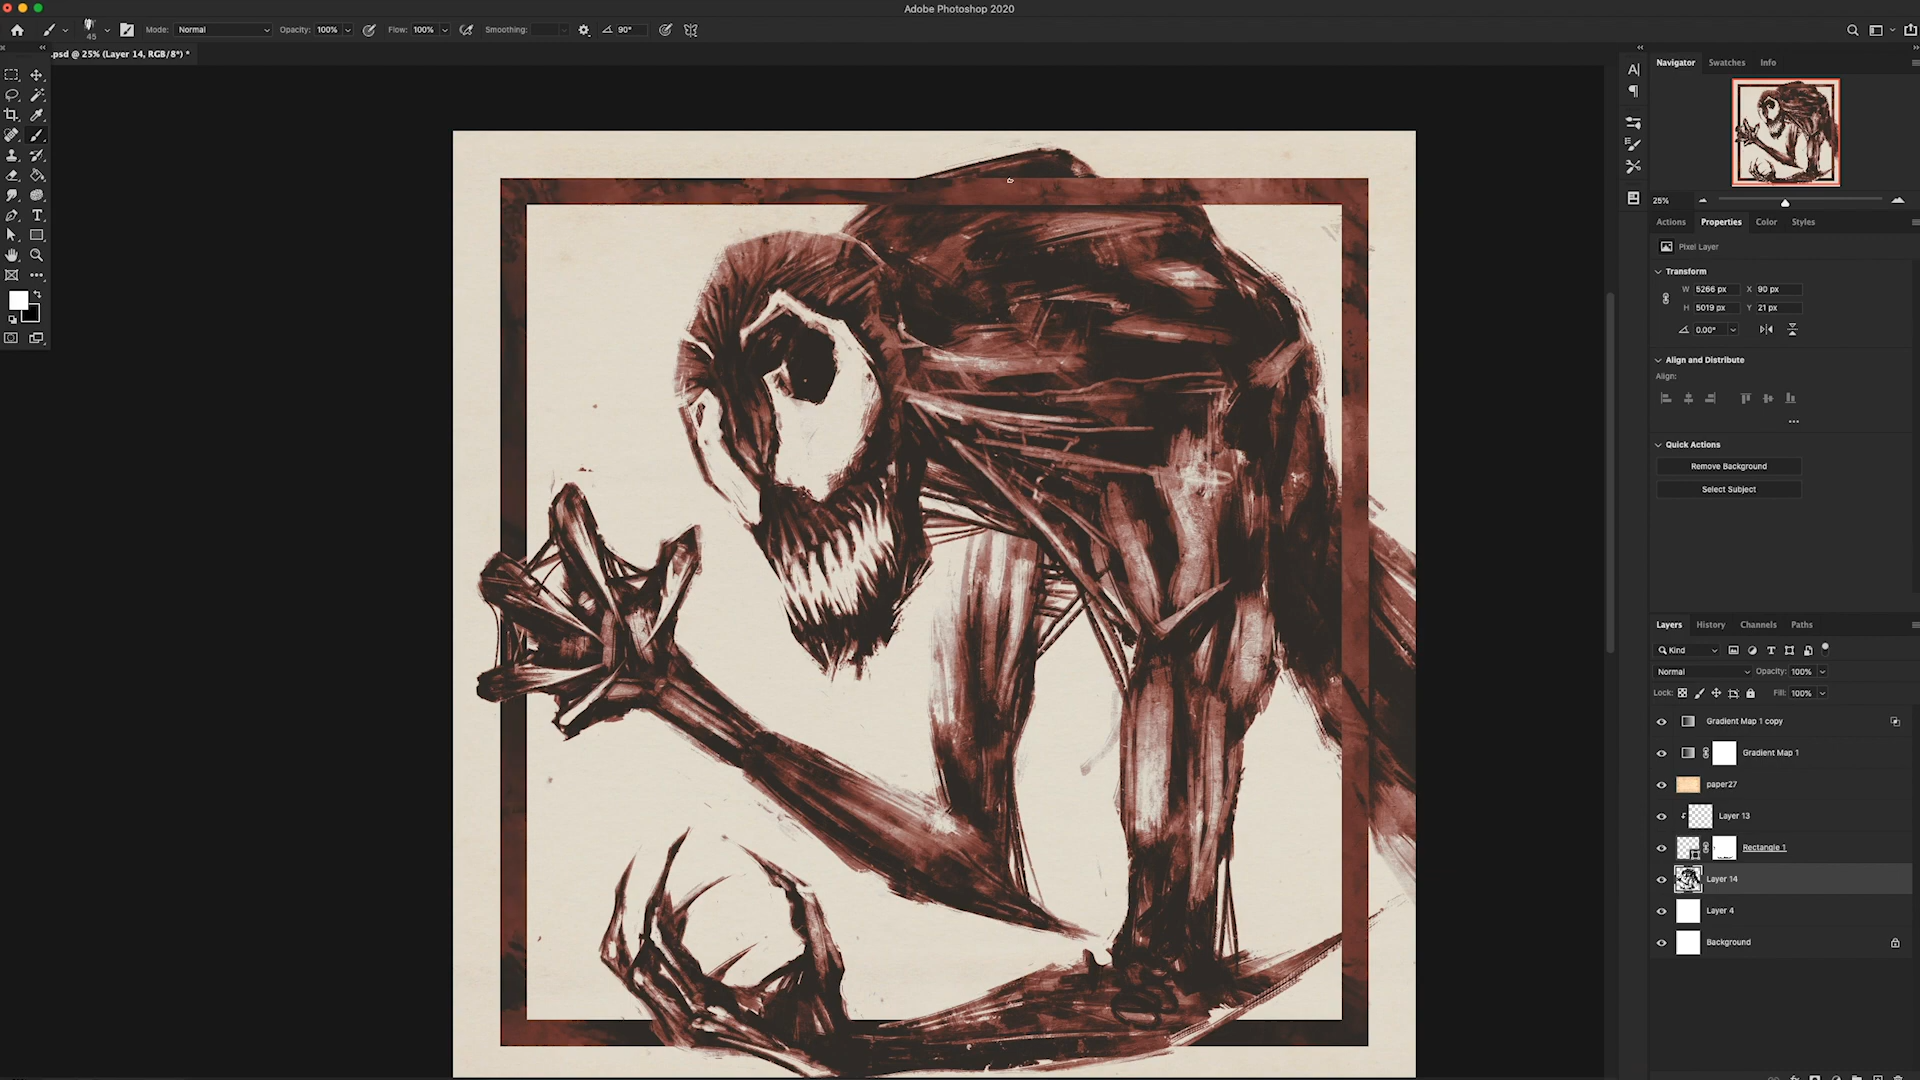 Adobe Photoshop 2020
45
Mode: Normal
Opacity: 100%
Flow: 100%
Smoothing:
90°
.psd @ 25% (Layer 14, RGB/8*) *
Navigator Swatches Info
25%
Actions Properties Color Styles
Pixel Layer
Transform
W 5266 px X 90 px
H 5019 px Y 21 px
0.00°
Align and Distribute
Align:
Quick Actions
Remove Background
Select Subject
Layers History Channels Paths
Kind
Normal Opacity: 100%
Lock: Fill: 100%
Gradient Map 1 copy
Gradient Map 1
paper27
Layer 13
Rectangle 1
Layer 14
Layer 4
Background